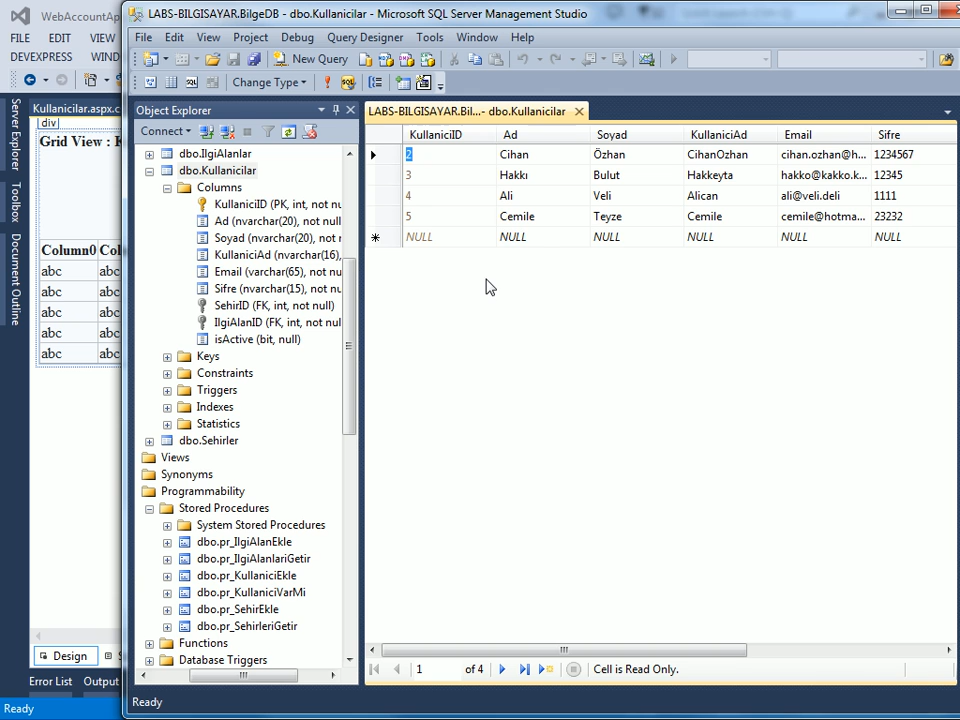 LABS-BILGISAYAR.BilgeDB - dbo.Kullanicilar - Microsoft SQL Server Management Studio
File Edit View Project Debug Query Designer Tools Window Help
New Query
Change Type
WebAccountAp
FILE EDIT VIEW
DEVEXPRESS WIND
Server Explorer
Toolbox
Document Outline
Kullanicilar.aspx.c
div
Grid View : K
Column0 Co
abc abc
abc abc
abc abc
abc abc
abc abc
Design
Error List Output
Ready
Object Explorer
Connect
dbo.IlgiAlanlar
dbo.Kullanicilar
Columns
KullaniciID (PK, int, not nu
Ad (nvarchar(20), not null)
Soyad (nvarchar(20), not nu
KullaniciAd (nvarchar(16),
Email (varchar(65), not null
Sifre (nvarchar(15), not nu
SehirID (FK, int, not null)
IlgiAlanID (FK, int, not null
isActive (bit, null)
Keys
Constraints
Triggers
Indexes
Statistics
dbo.Sehirler
Views
Synonyms
Programmability
Stored Procedures
System Stored Procedures
dbo.pr_IlgiAlanEkle
dbo.pr_IlgiAlanlariGetir
dbo.pr_KullaniciEkle
dbo.pr_KullaniciVarMi
dbo.pr_SehirEkle
dbo.pr_SehirleriGetir
Functions
Database Triggers
LABS-BILGISAYAR.Bil...- dbo.Kullanicilar
KullaniciID Ad Soyad KullaniciAd Email Sifre
2 Cihan Özhan CihanOzhan cihan.ozhan@h... 1234567
3 Hakkı Bulut Hakkeyta hakko@kakko.k... 12345
4 Ali Veli Alican ali@veli.deli 1111
5 Cemile Teyze Cemile cemile@hotma... 23232
NULL NULL NULL NULL NULL NULL
1 of 4 Cell is Read Only.
Ready